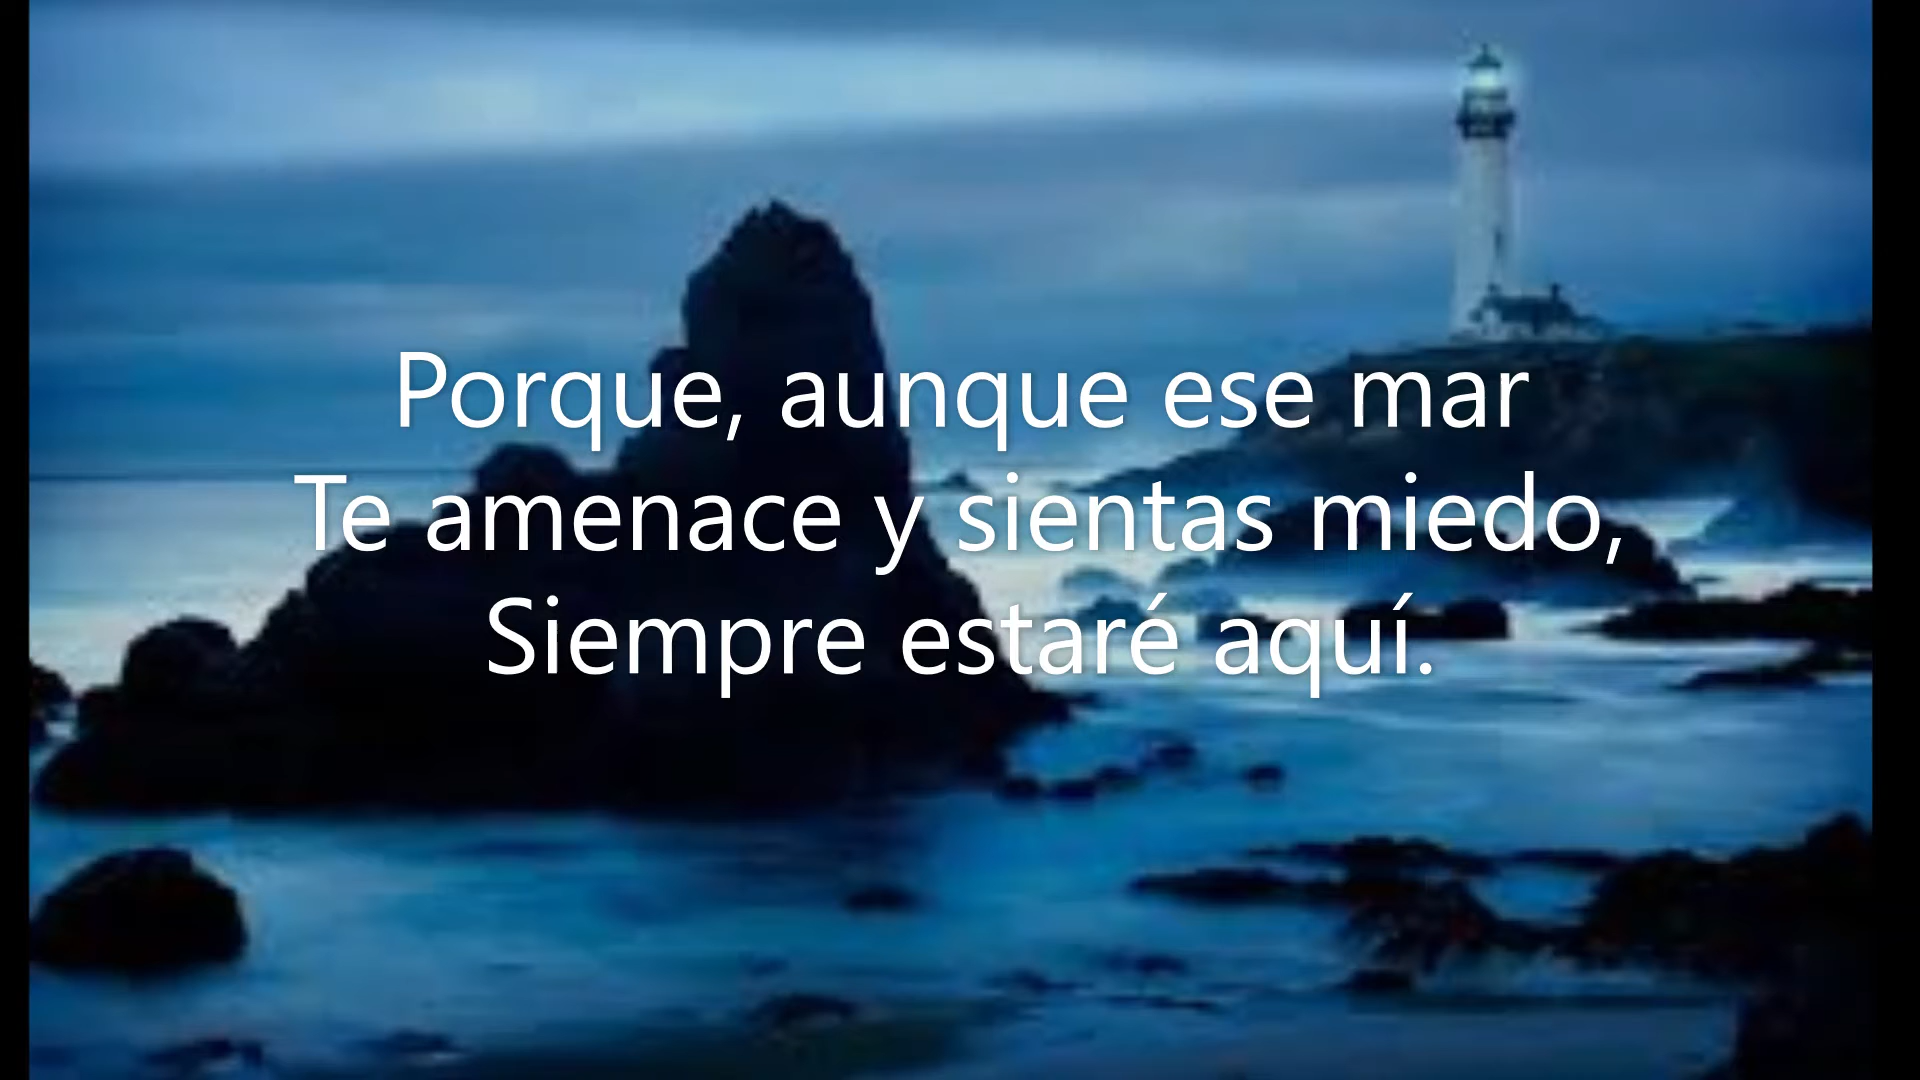 Porque, aunque ese mar
Te amenace y sientas miedo,
Siempre estaré aquí.